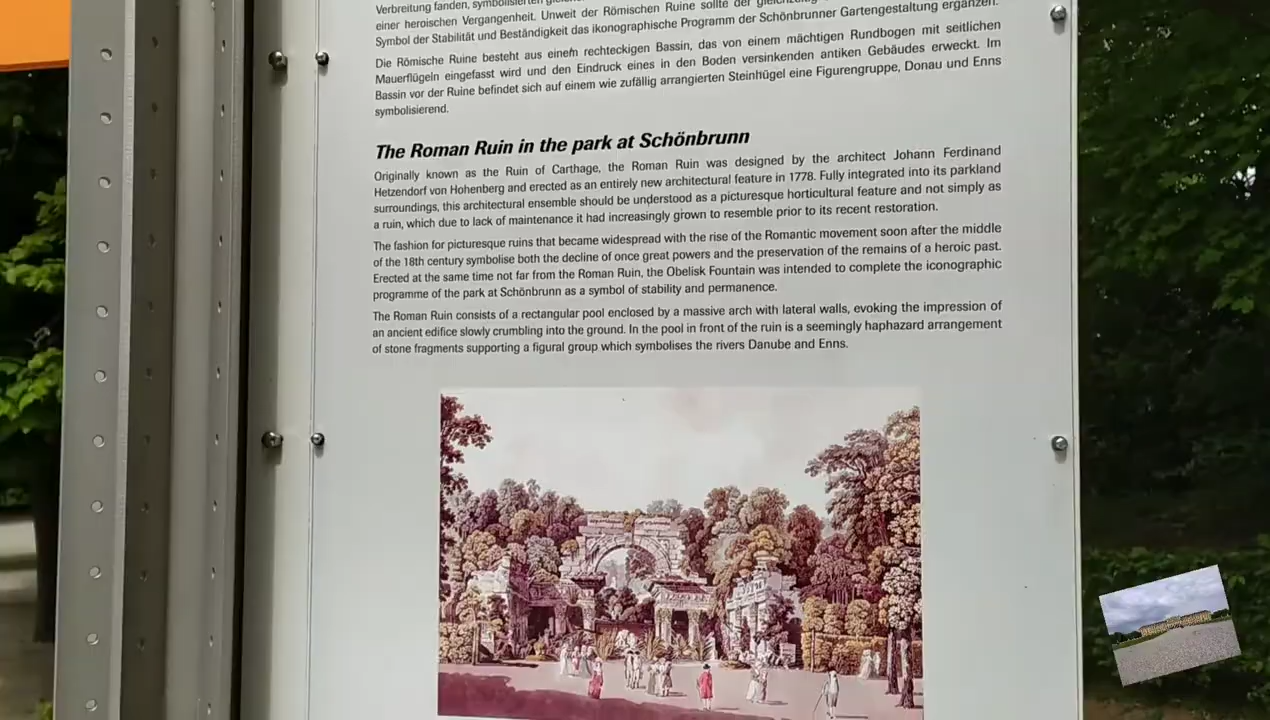 Verbreitung fanden, symbolisierten
einer heroischen Vergangenheit. Unweit der Römischen Ruine sollte der
Symbol der Stabilität und Beständigkeit das ikonographische Programm der Schönbrunner Gartengestaltung ergänzen.
Die Römische Ruine besteht aus einem rechteckigen Bassin, das von einem mächtigen Rundbogen mit seitlichen
Mauerflügeln eingefasst wird und den Eindruck eines in den Boden versinkenden antiken Gebäudes erweckt. Im
Bassin vor der Ruine befindet sich auf einem wie zufällig arrangierten Steinhügel eine Figurengruppe, Donau und Enns
symbolisierend.
The Roman Ruin in the park at Schönbrunn
Originally known as the Ruin of Carthage, the Roman Ruin was designed by the architect Johann Ferdinand
Hetzendorf von Hohenberg and erected as an entirely new architectural feature in 1778. Fully integrated into its parkland
surroundings, this architectural ensemble should be understood as a picturesque horticultural feature and not simply as
a ruin, which due to lack of maintenance it had increasingly grown to resemble prior to its recent restoration.
The fashion for picturesque ruins that became widespread with the rise of the Romantic movement soon after the middle
of the 18th century symbolise both the decline of once great powers and the preservation of the remains of a heroic past.
Erected at the same time not far from the Roman Ruin, the Obelisk Fountain was intended to complete the iconographic
programme of the park at Schönbrunn as a symbol of stability and permanence.
The Roman Ruin consists of a rectangular pool enclosed by a massive arch with lateral walls, evoking the impression of
an ancient edifice slowly crumbling into the ground. In the pool in front of the ruin is a seemingly haphazard arrangement
of stone fragments supporting a figural group which symbolises the rivers Danube and Enns.